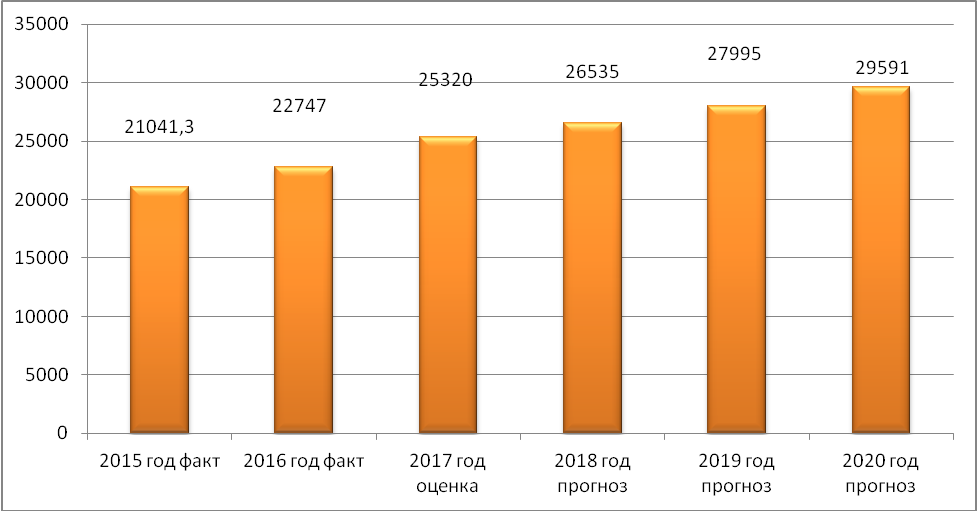 35000
30000
25000
20000
15000
10000
5000
0
21041,3
22747
25320
26535
27995
29591
2015 год факт
2016 год факт
2017 год
оценка
2018 год
прогноз
2019 год
прогноз
2020 год
прогноз